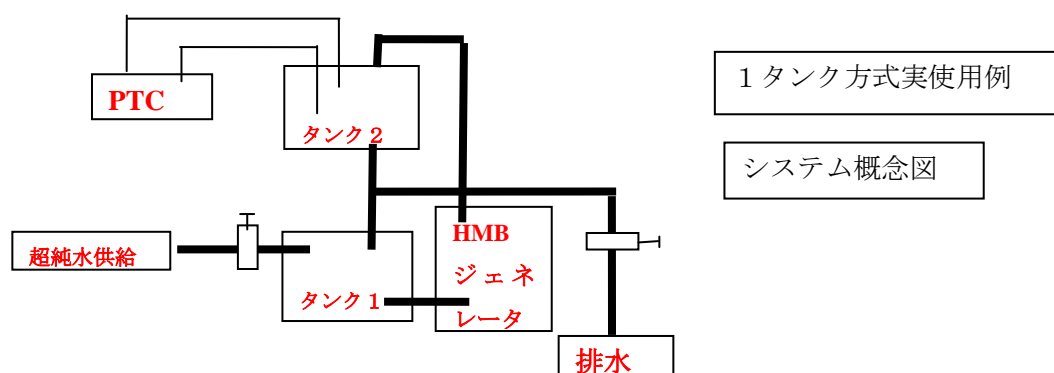 １タンク方式実使用例
PTC
タンク２
システム概念図
HMB
超純水供給
ジェネ
タンク１
レータ
排水